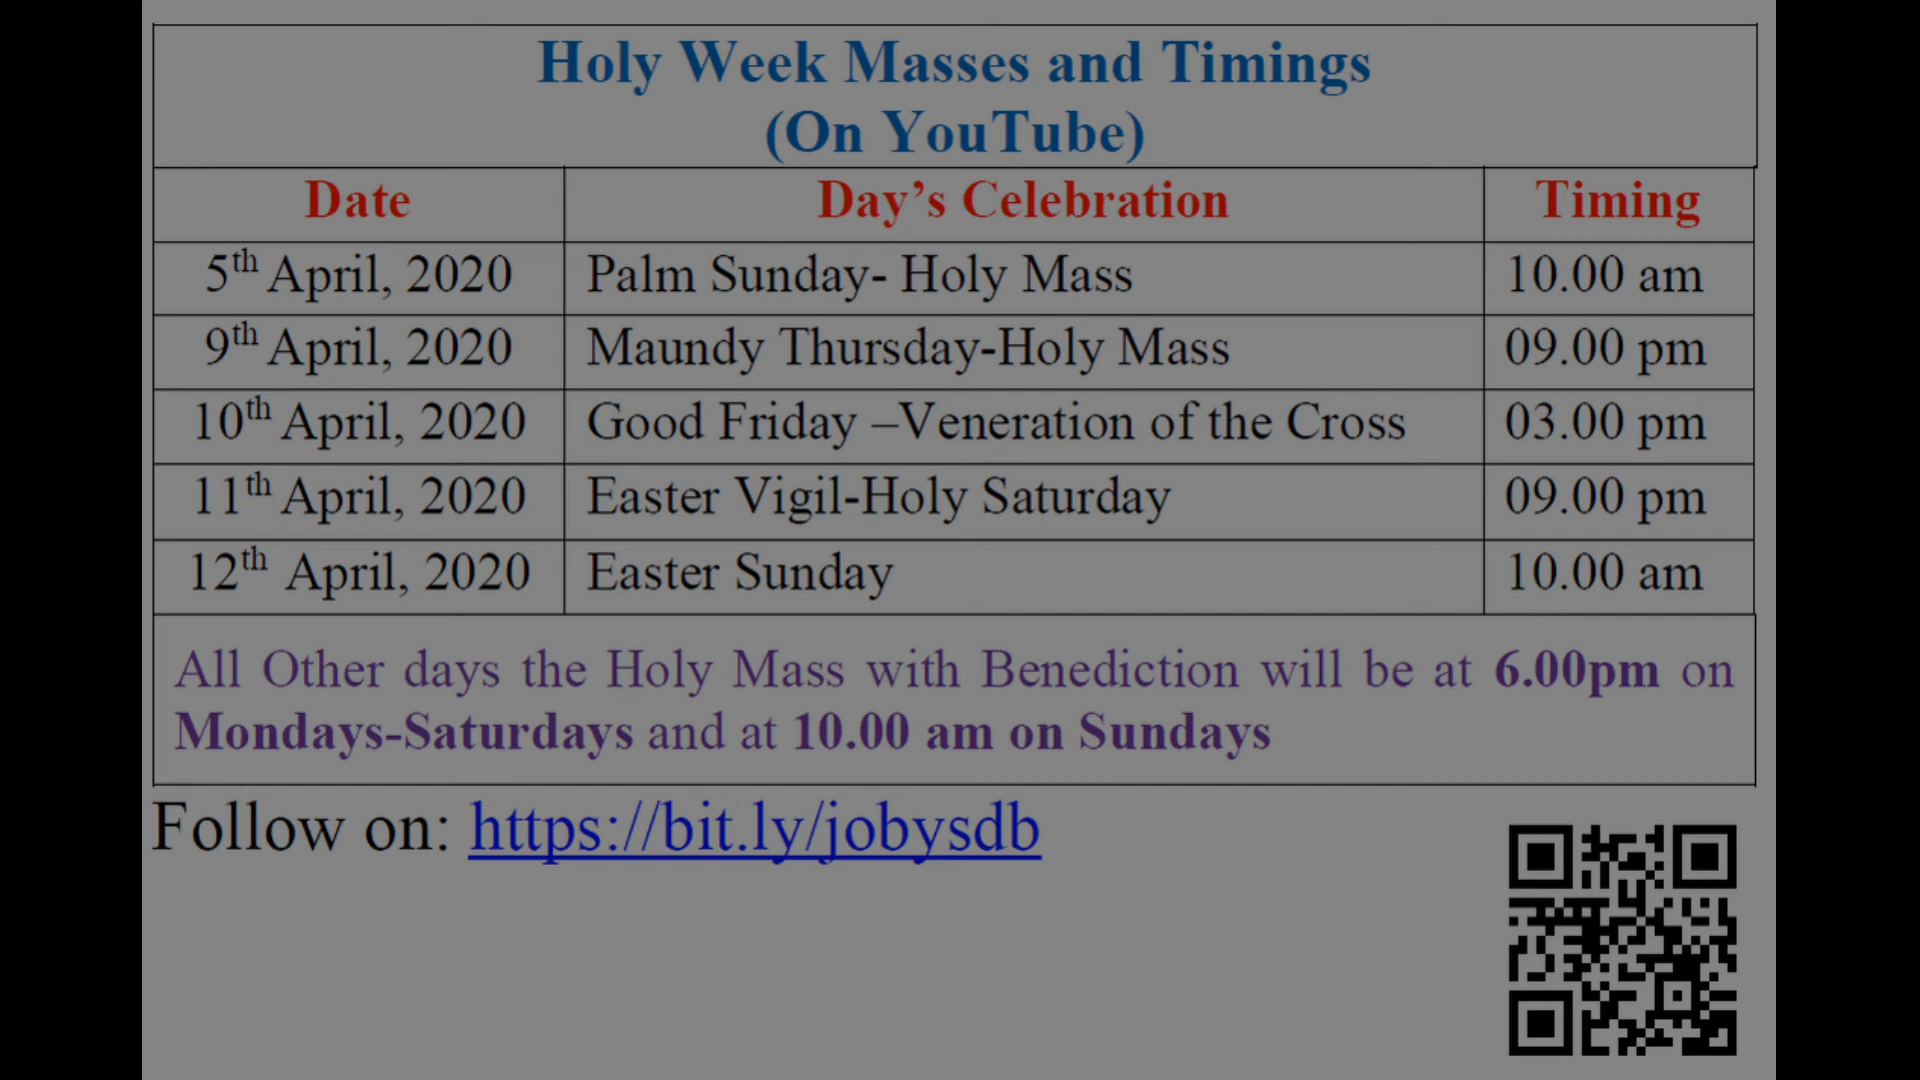 Holy Week Masses and Timings
(On YouTube)
Date Day’s Celebration Timing
5th April, 2020 Palm Sunday- Holy Mass 10.00 am
9th April, 2020 Maundy Thursday-Holy Mass 09.00 pm
10th April, 2020 Good Friday –Veneration of the Cross 03.00 pm
11th April, 2020 Easter Vigil-Holy Saturday 09.00 pm
12th April, 2020 Easter Sunday 10.00 am
All Other days the Holy Mass with Benediction will be at 6.00pm on
Mondays-Saturdays and at 10.00 am on Sundays
Follow on: https://bit.ly/jobysdb